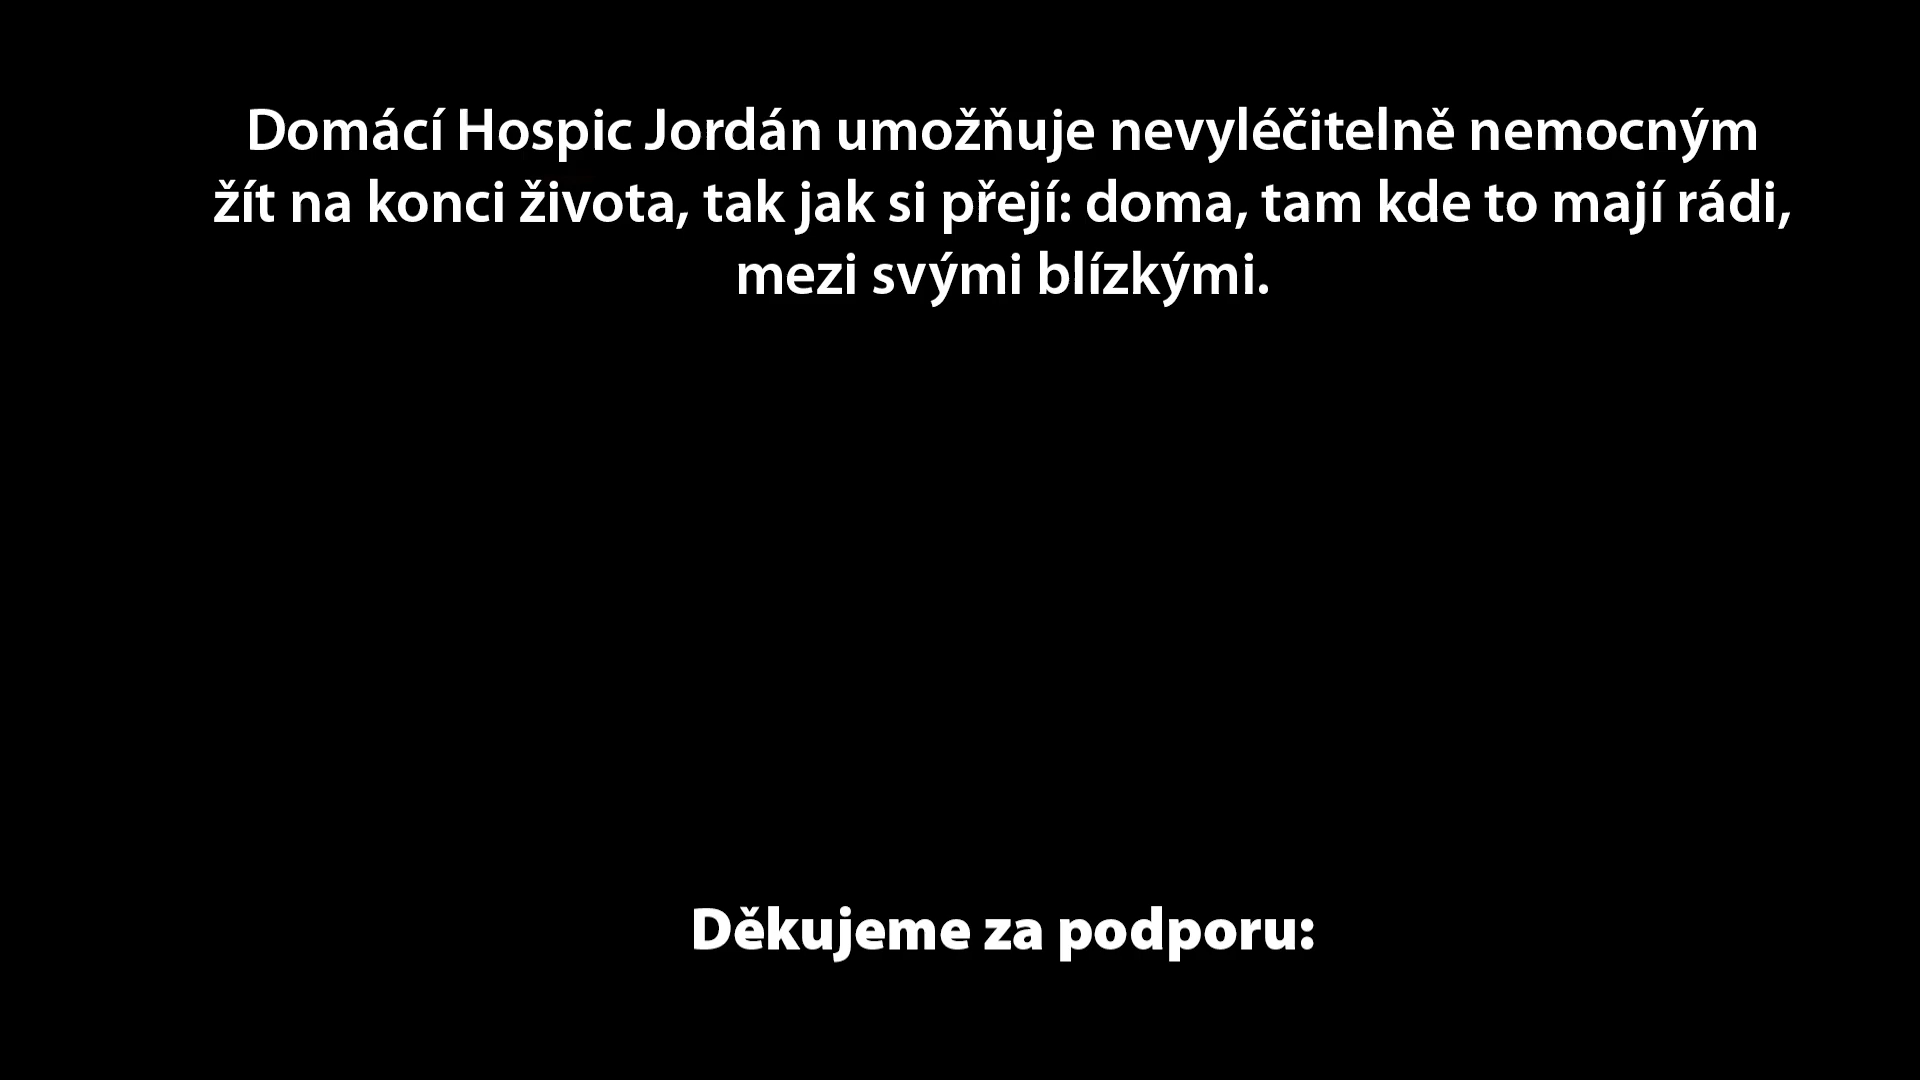 Domácí Hospic Jordán umožňuje nevyléčitelně nemocným
žít na konci života, tak jak si přejí: doma, tam kde to mají rádi,
mezi svými blízkými.
Děkujeme za podporu: